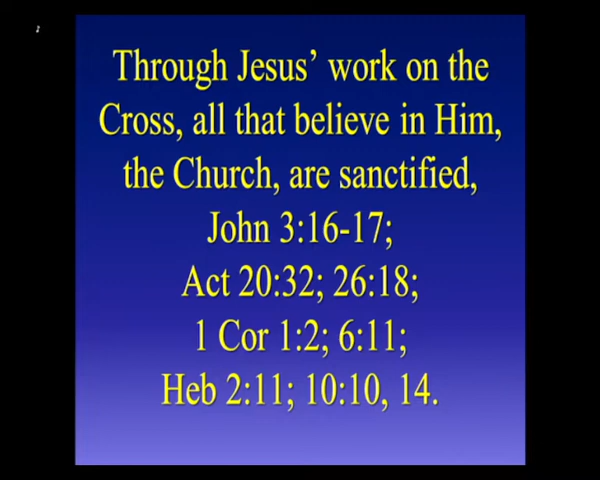 Through Jesus' work on the
Cross, all that believe in Him,
the Church, are sanctified,
John 3:16-17;
Act 20:32; 26:18;
1 Cor 1:2; 6:11;
Heb 2:11; 10:10, 14.